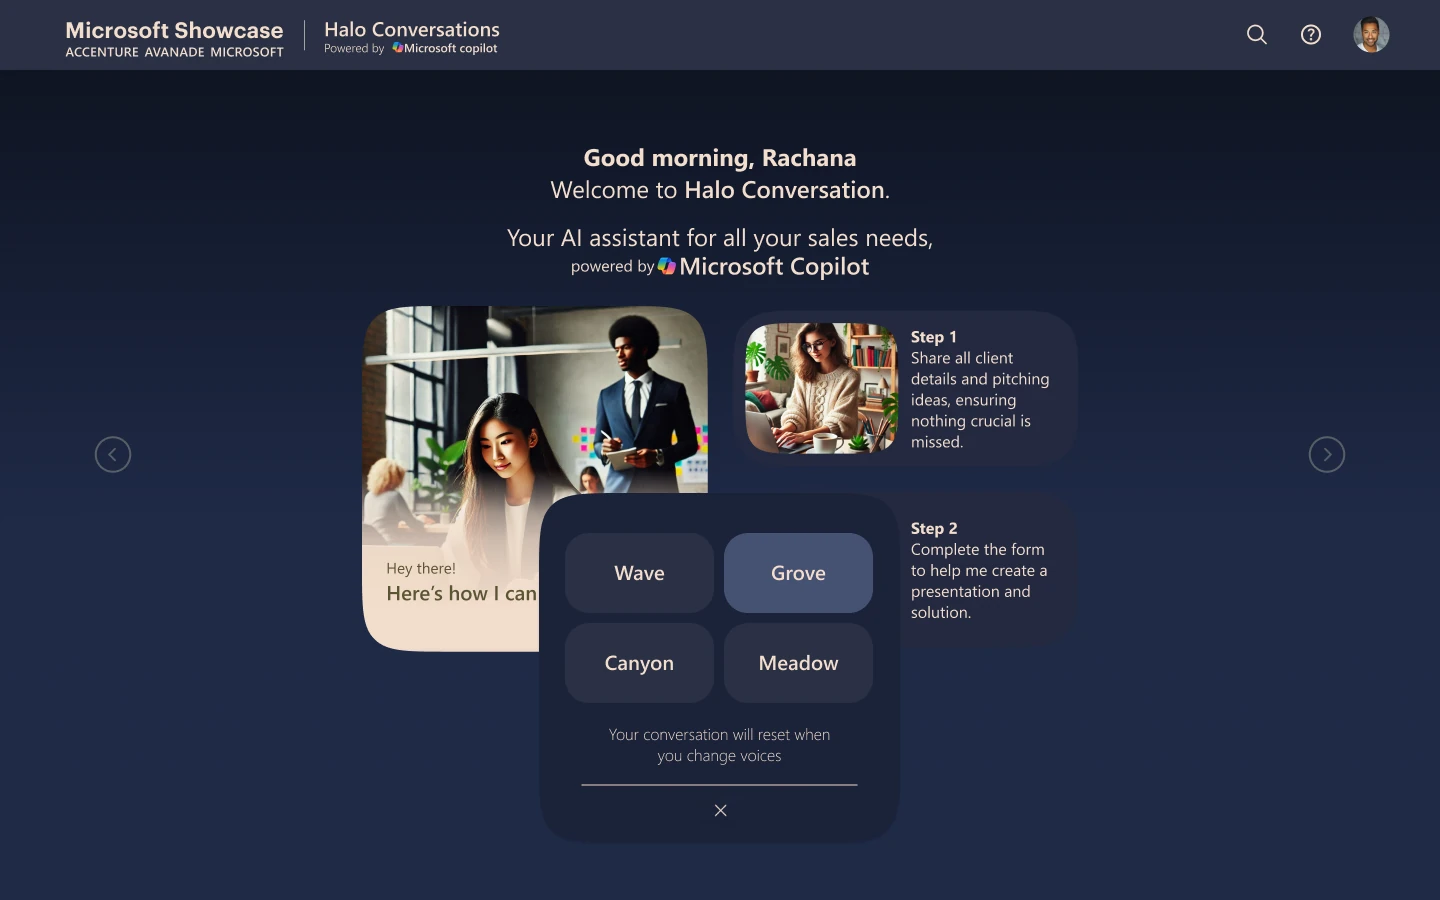 Microsoft Showcase
ACCENTURE AVANADE MICROSOFT
Halo Conversations
Powered by Microsoft copilot
Good morning, Rachana
Welcome to Halo Conversation.
Your AI assistant for all your sales needs,
powered by Microsoft Copilot
Hey there!
Here's how I can
Step 1
Share all client
details and pitching
ideas, ensuring
nothing crucial is
missed.
Step 2
Complete the form
to help me create a
presentation and
solution.
Wave
Grove
Canyon
Meadow
Your conversation will reset when
you change voices